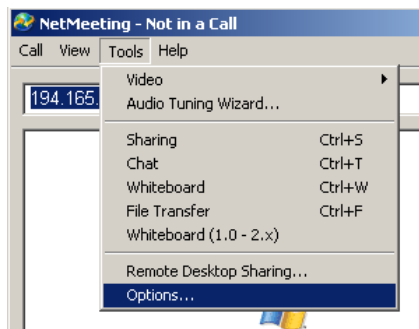 NetMeeting - Not in a Call
Call View Tools Help
194.165.
Video
Audio Tuning Wizard...
Sharing Ctrl+S
Chat Ctrl+T
Whiteboard Ctrl+W
File Transfer Ctrl+F
Whiteboard (1.0 - 2.x)
Remote Desktop Sharing...
Options...